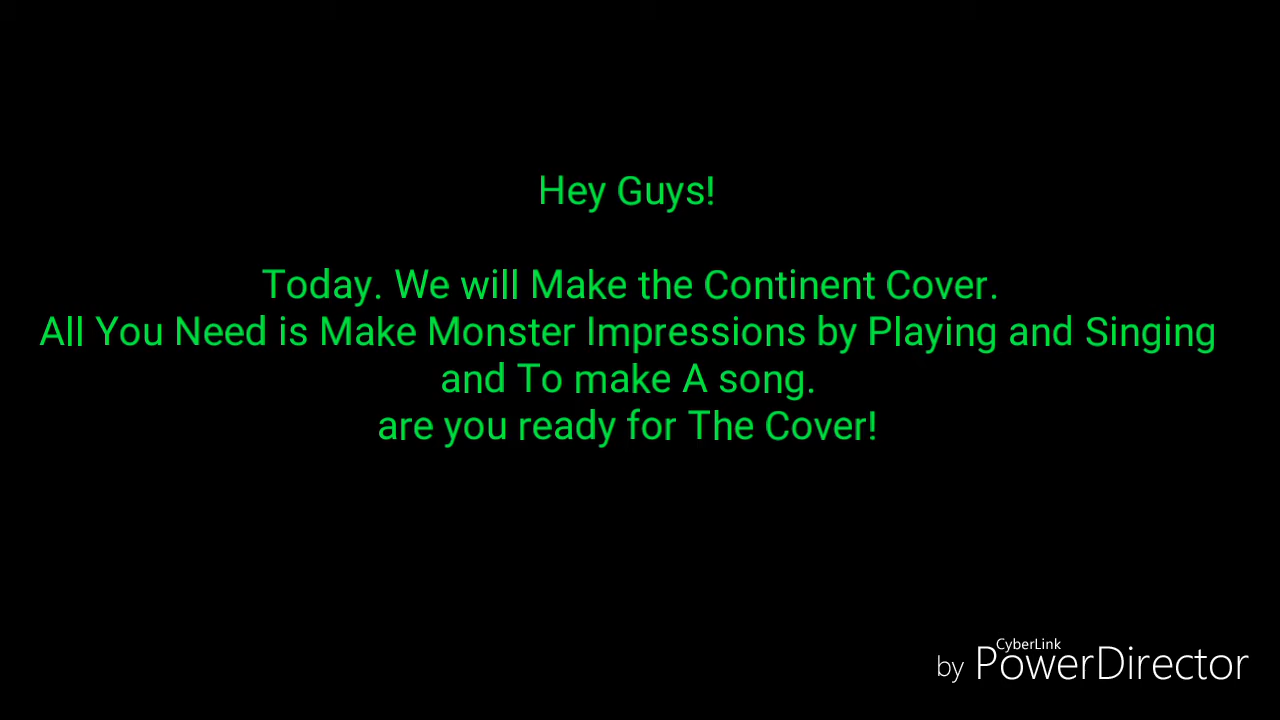 Hey Guys!
Today. We will Make the Continent Cover.
All You Need is Make Monster Impressions by Playing and Singing
and To make A song.
are you ready for The Cover!
CyberLink
by PowerDirector